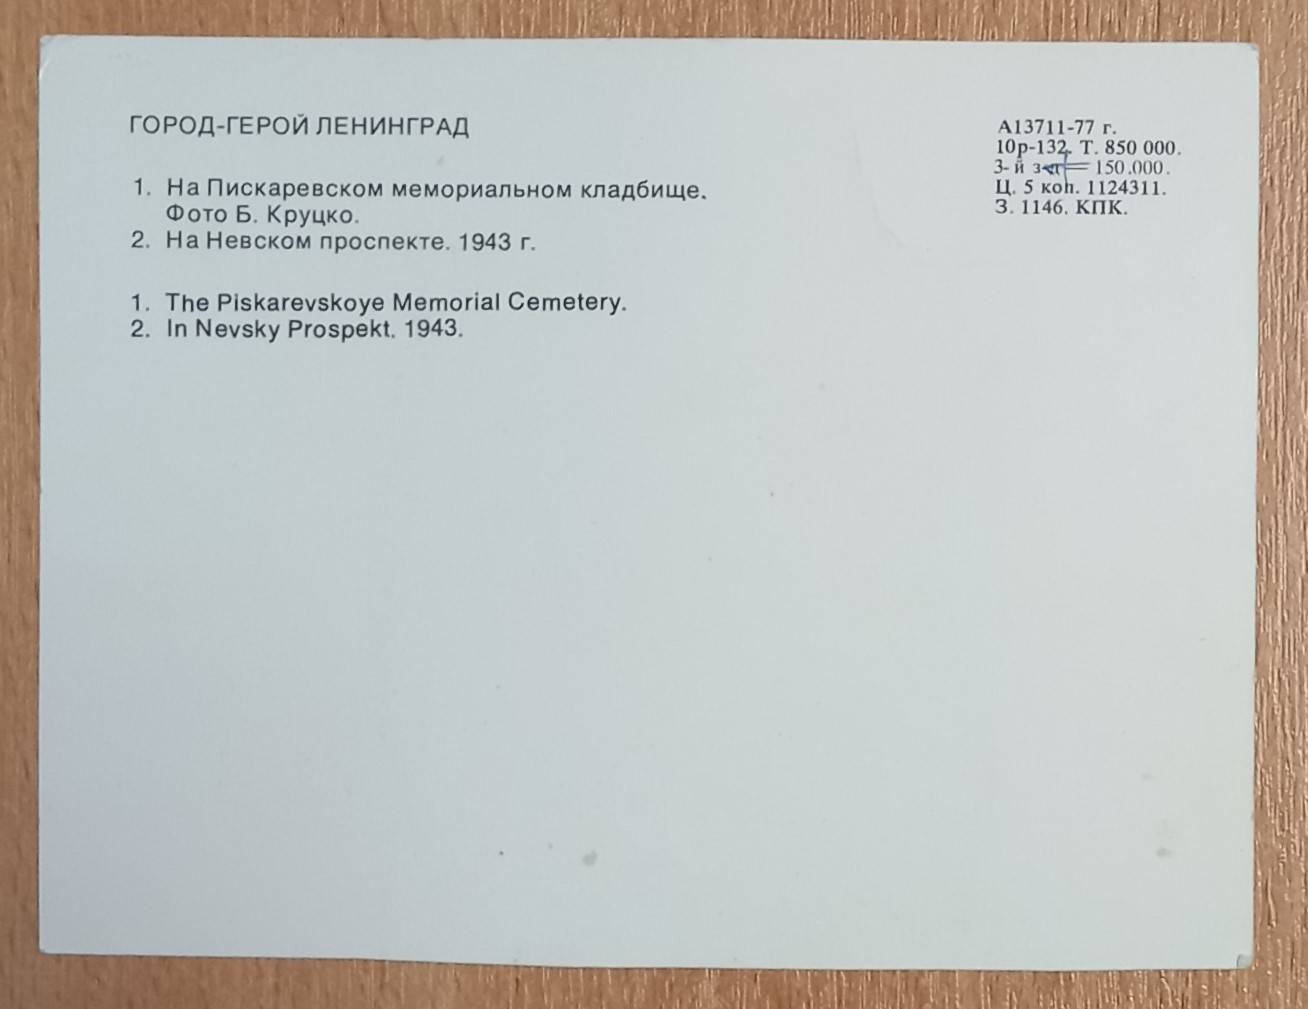 ГОРОД-ГЕРОЙ ЛЕНИНГРАД
1. На Пискаревском мемориальном кладбище.
Фото Б. Круцко.
2. На Невском проспекте. 1943 г.
1. The Piskarevskoye Memorial Cemetery.
2. In Nevsky Prospekt. 1943.
А13711-77 г.
10р-132. Т. 850 000.
3-й 150.000.
Ц. 5 коп. 1124311.
З. 1146. КПК.